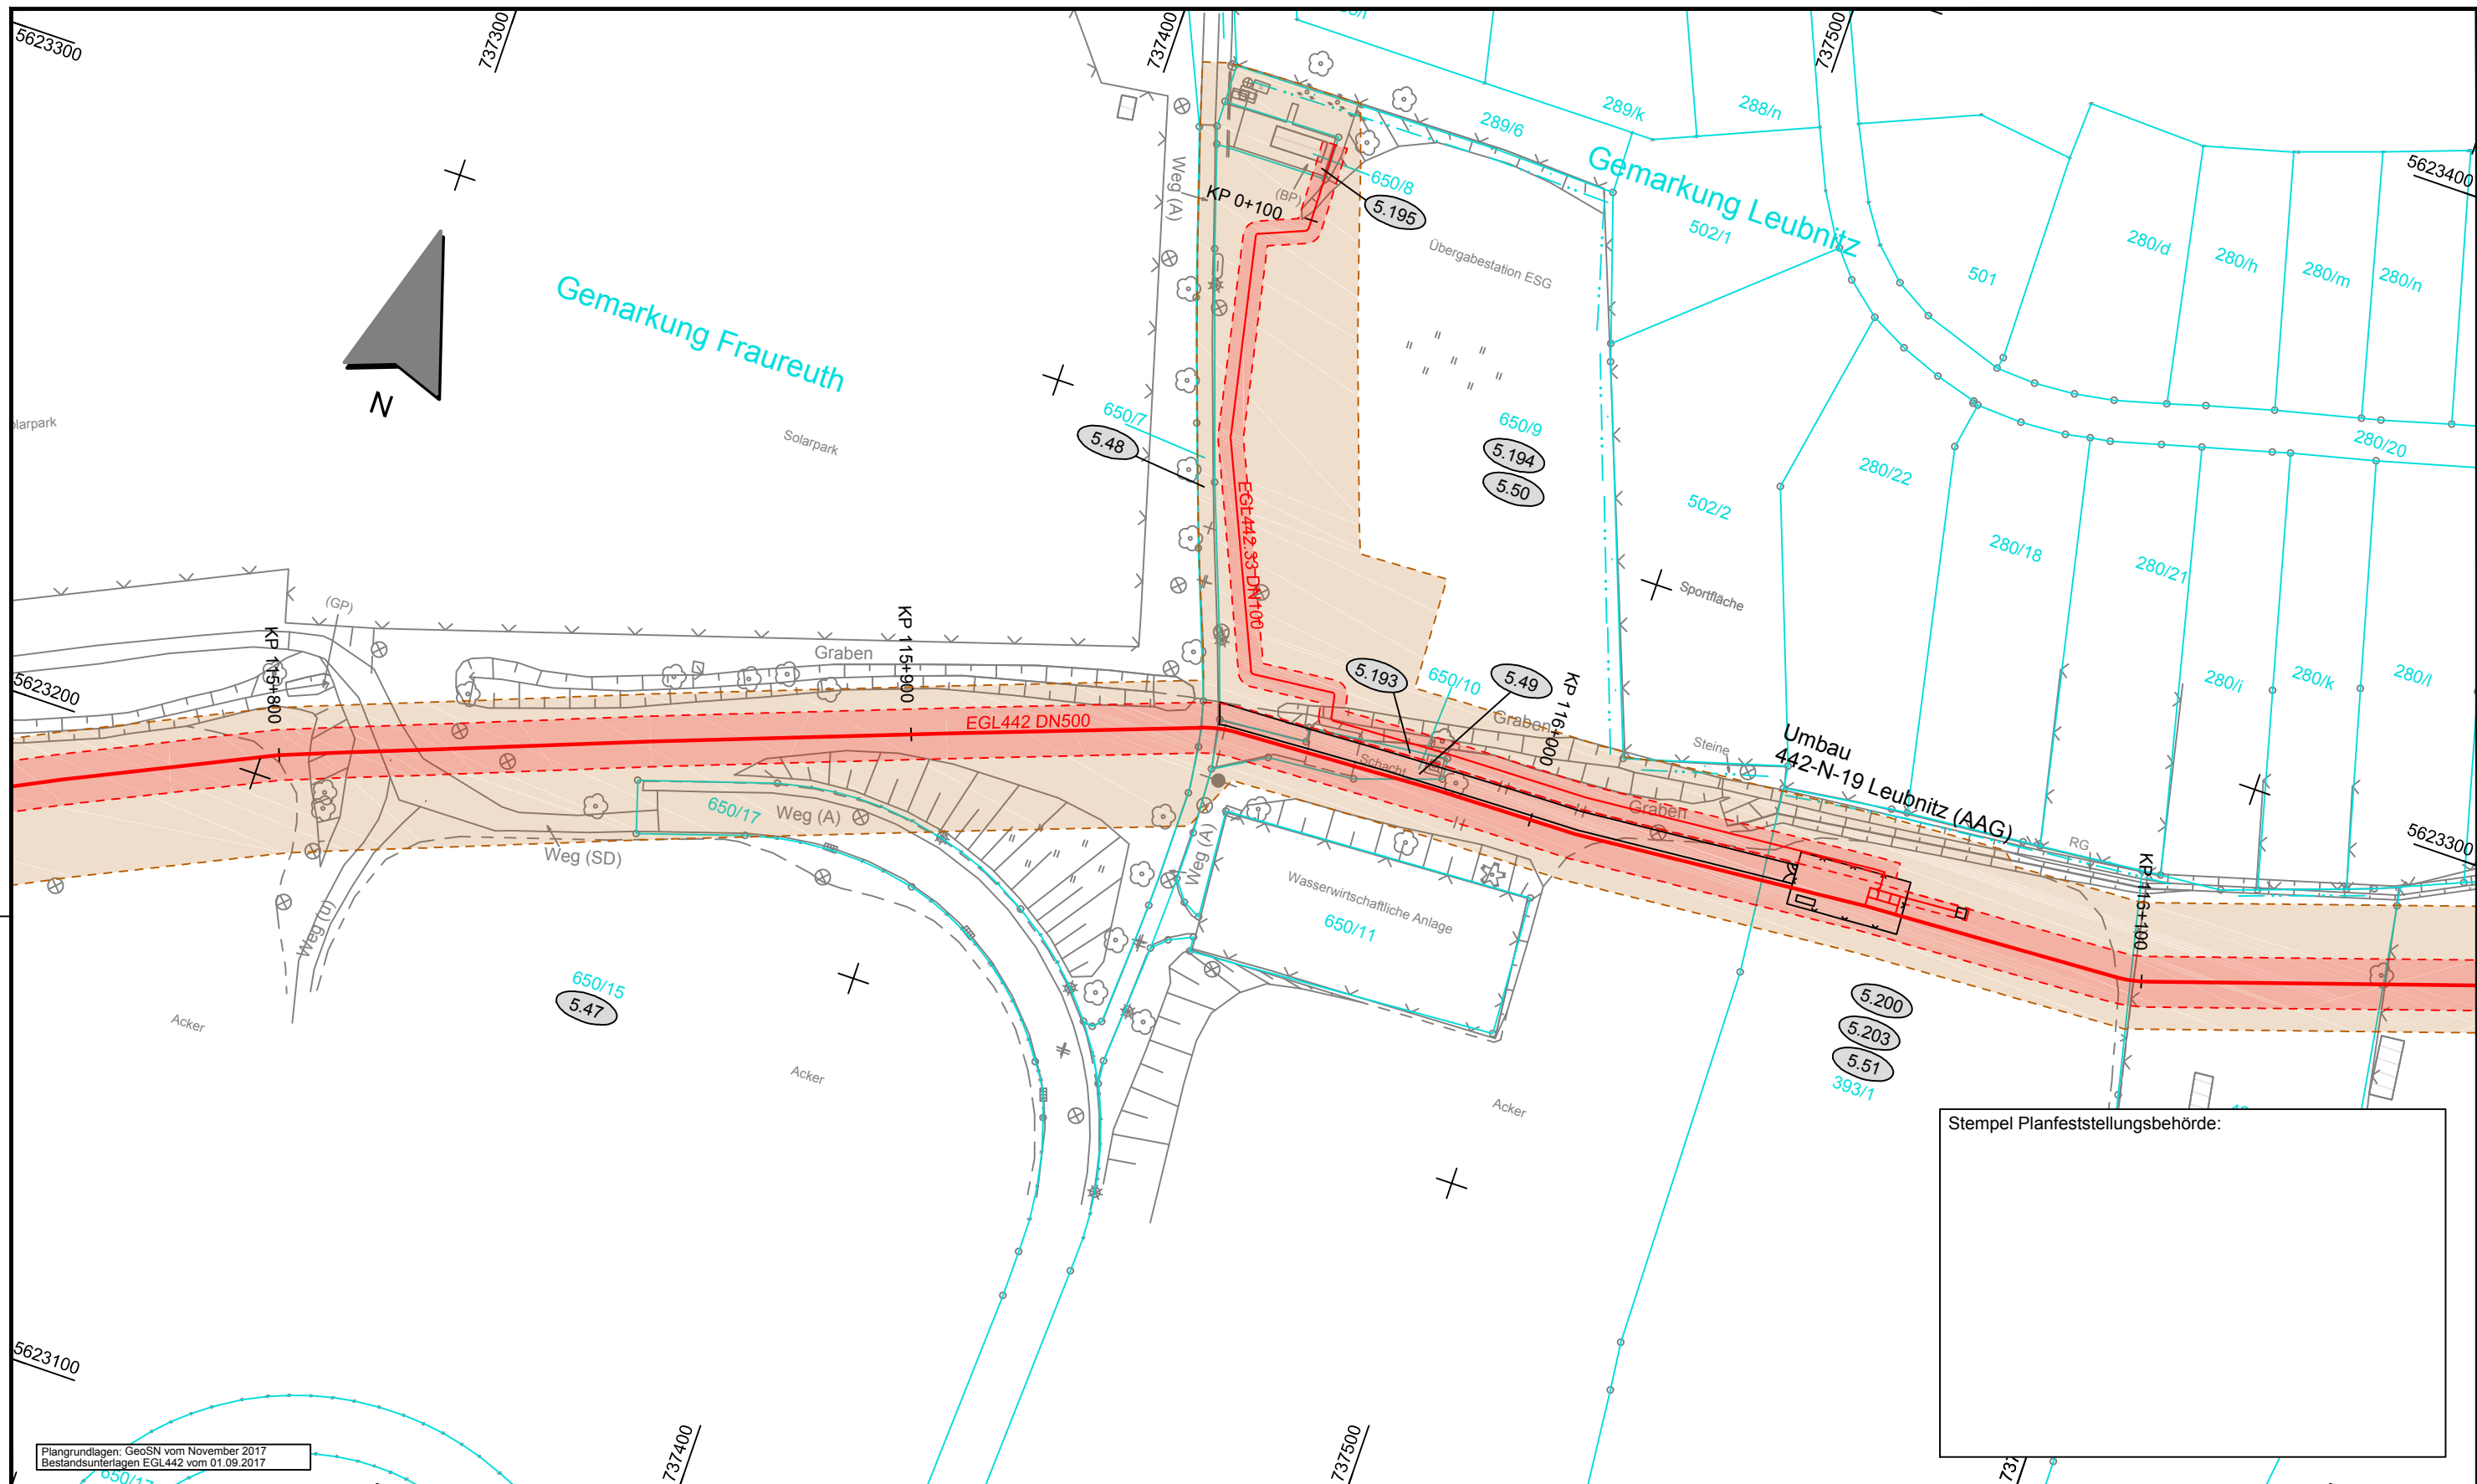 5623300
737300
737400
737500
289/6
289/k
288/n
Gemarkung Leubnitz
5623400
Weg (A)
KP 0+100
(BP)
650/8
5.195
Übergabestation ESG
502/1
501
280/d
280/h
280/m
280/n
Gemarkung Fraureuth
N
650/7
5.48
Solarpark
650/9
5.194
5.50
280/20
280/22
502/2
EGL442.33 DN100
280/18
280/21
Sportfläche
(GP)
KP 115+800
KP 115+900
Graben
5623200
5.193
650/10
5.49
KP 116+000
280/i
280/k
280/l
EGL442 DN500
Graben
Steine
Umbau
442-N-19 Leubnitz (AAG)
Schacht
Graben
650/17
Weg (A)
Weg (SD)
Weg (A)
RG
5623300
KP 116+100
Wasserwirtschaftliche Anlage
650/11
Weg (u)
650/15
5.47
Acker
Acker
Acker
5.200
5.203
5.51
393/1
Stempel Planfeststellungsbehörde:
5623100
737400
737500
Plangrundlagen: GeoSN vom November 2017
Bestandsunterlagen EGL442 vom 01.09.2017
650/17